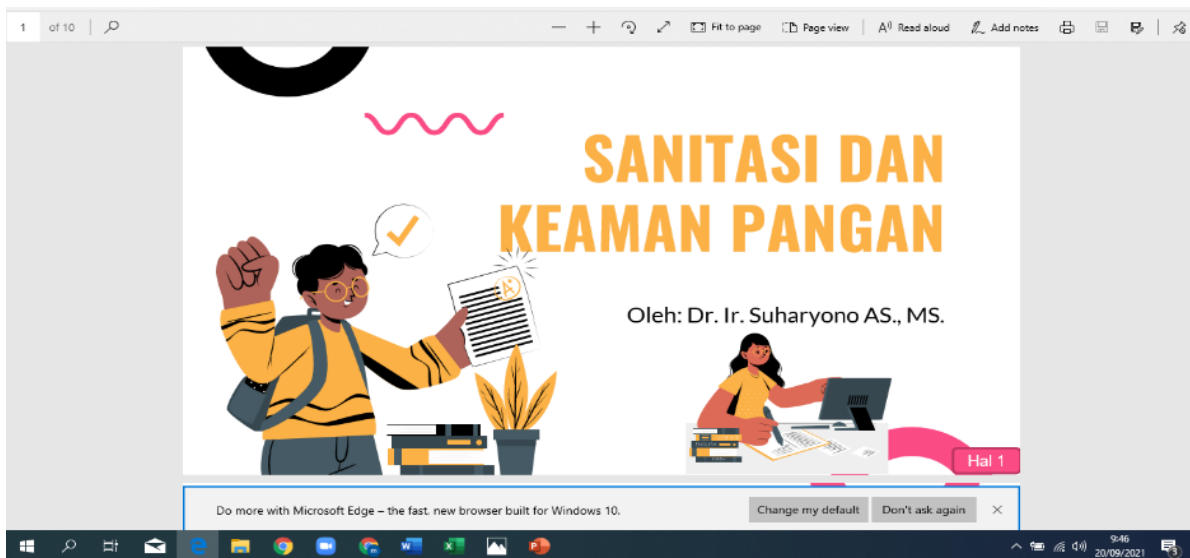 1 of 10 Fit to page Page view Read aloud Add notes
SANITASI DAN
KEAMAN PANGAN
A+
Oleh: Dr. Ir. Suharyono AS., MS.
Hal 1
Do more with Microsoft Edge – the fast, new browser built for Windows 10. Change my default Don't ask again
9:46
20/09/2021
3